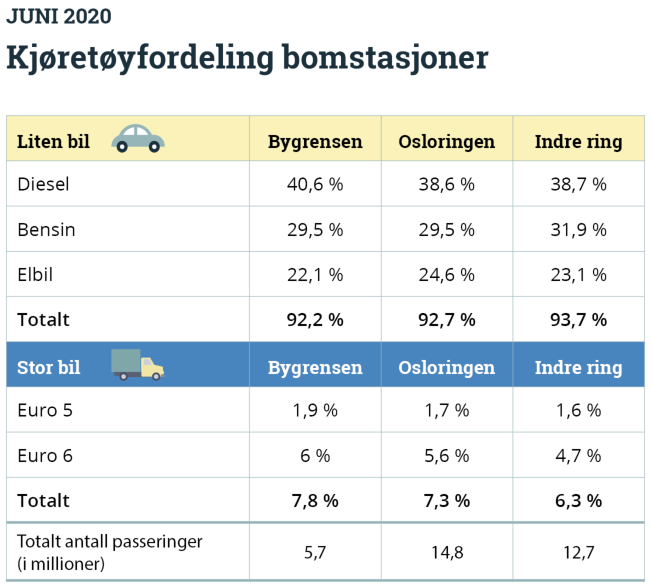 JUNI 2020
Kjøretøyfordeling bomstasjoner
Liten bil Bygrensen Osloringen Indre ring
Diesel 40,6 % 38,6 % 38,7 %
Bensin 29,5 % 29,5 % 31,9 %
Elbil 22,1 % 24,6 % 23,1 %
Totalt 92,2 % 92,7 % 93,7 %
Stor bil Bygrensen Osloringen Indre ring
Euro 5 1,9 % 1,7 % 1,6 %
Euro 6 6 % 5,6 % 4,7 %
Totalt 7,8 % 7,3 % 6,3 %
Totalt antall passeringer
(i millioner) 5,7 14,8 12,7